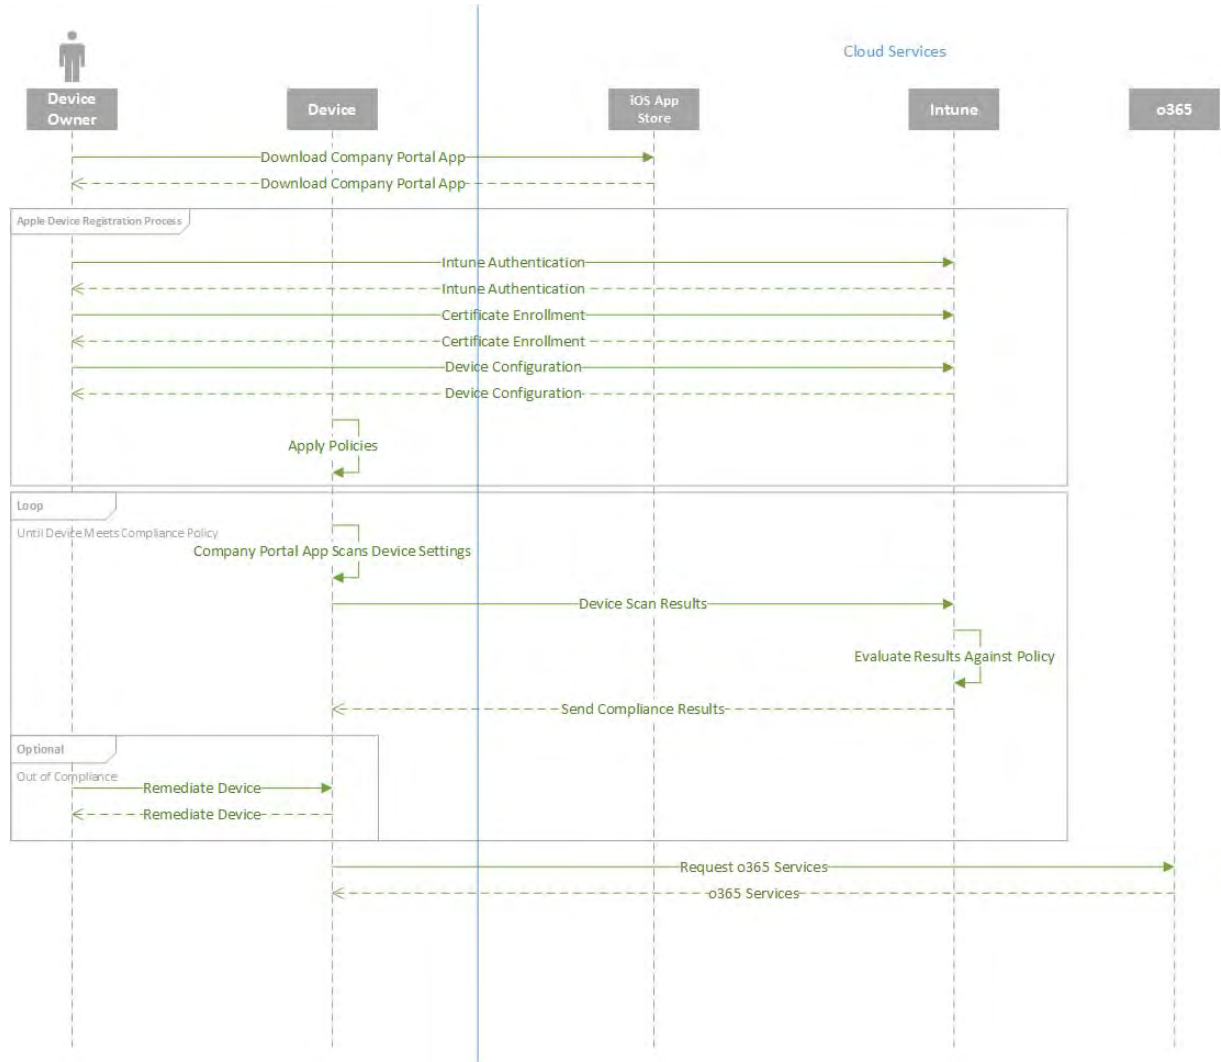 Cloud Services
Device
Owner
Device
iOS App
Store
Intune
o365
Download Company Portal App
Download Company Portal App
Apple Device Registration Process
Intune Authentication
Intune Authentication
Certificate Enrollment
Certificate Enrollment
Device Configuration
Device Configuration
Apply Policies
Loop
Until Device Meets Compliance Policy
Company Portal App Scans Device Settings
Device Scan Results
Evaluate Results Against Policy
Send Compliance Results
Optional
Out of Compliance
Remediate Device
Remediate Device
Request o365 Services
o365 Services